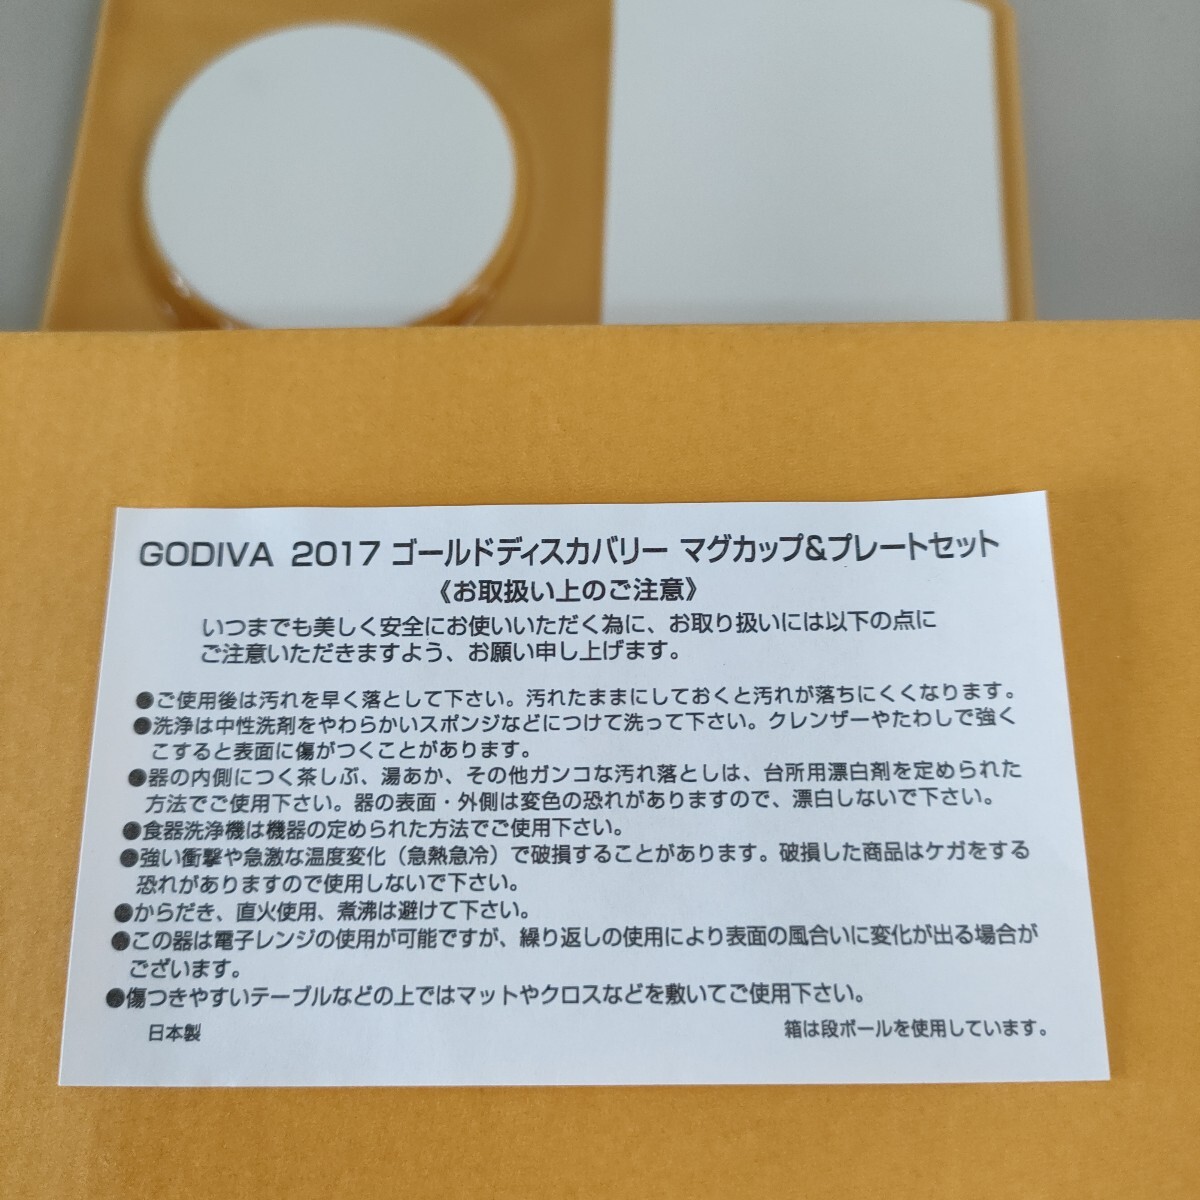 GODIVA 2017 ゴールドディスカバリー マグカップ&プレートセット
《お取扱い上のご注意》
いつまでも美しく安全にお使いいただく為に、お取り扱いには以下の点に
ご注意いただきますよう、お願い申し上げます。
●ご使用後は汚れを早く落として下さい。汚れたままにしておくと汚れが落ちにくくなります。
●洗浄は中性洗剤をやわらかいスポンジなどにつけて洗って下さい。クレンザーやたわしで強く
こすると表面に傷がつくことがあります。
●器の内側につく茶しぶ、湯あか、その他ガンコな汚れ落としは、台所用漂白剤を定められた
方法でご使用下さい。器の表面・外側は変色の恐れがありますので、漂白しないで下さい。
●食器洗浄機は機器の定められた方法でご使用下さい。
●強い衝撃や急激な温度変化（急熱急冷）で破損することがあります。破損した商品はケガをする
恐れがありますので使用しないで下さい。
●からだき、直火使用、煮沸は避けて下さい。
●この器は電子レンジの使用が可能ですが、繰り返しの使用により表面の風合いに変化が出る場合が
ございます。
●傷つきやすいテーブルなどの上ではマットやクロスなどを敷いてご使用下さい。
日本製 箱は段ボールを使用しています。